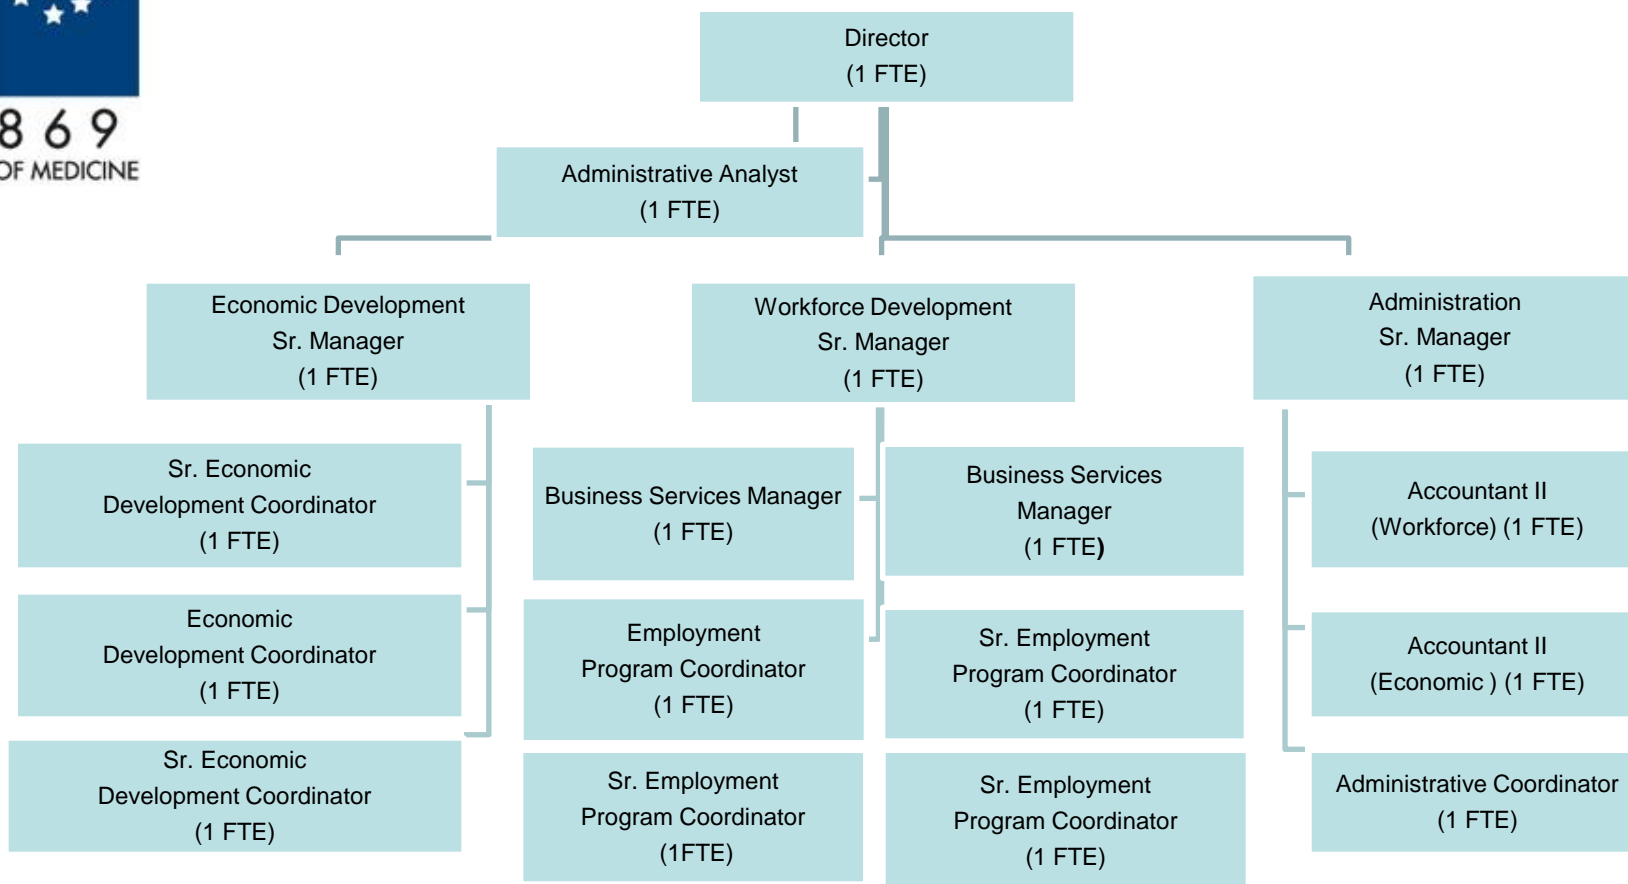 869
OF MEDICINE
Director
(1 FTE)
Administrative Analyst
(1 FTE)
Economic Development
Sr. Manager
(1 FTE)
Workforce Development
Sr. Manager
(1 FTE)
Administration
Sr. Manager
(1 FTE)
Sr. Economic
Development Coordinator
(1 FTE)
Business Services Manager
(1 FTE)
Business Services
Manager
(1 FTE)
Accountant II
(Workforce) (1 FTE)
Economic
Development Coordinator
(1 FTE)
Employment
Program Coordinator
(1 FTE)
Sr. Employment
Program Coordinator
(1 FTE)
Accountant II
(Economic ) (1 FTE)
Sr. Economic
Development Coordinator
(1 FTE)
Sr. Employment
Program Coordinator
(1FTE)
Sr. Employment
Program Coordinator
(1 FTE)
Administrative Coordinator
(1 FTE)